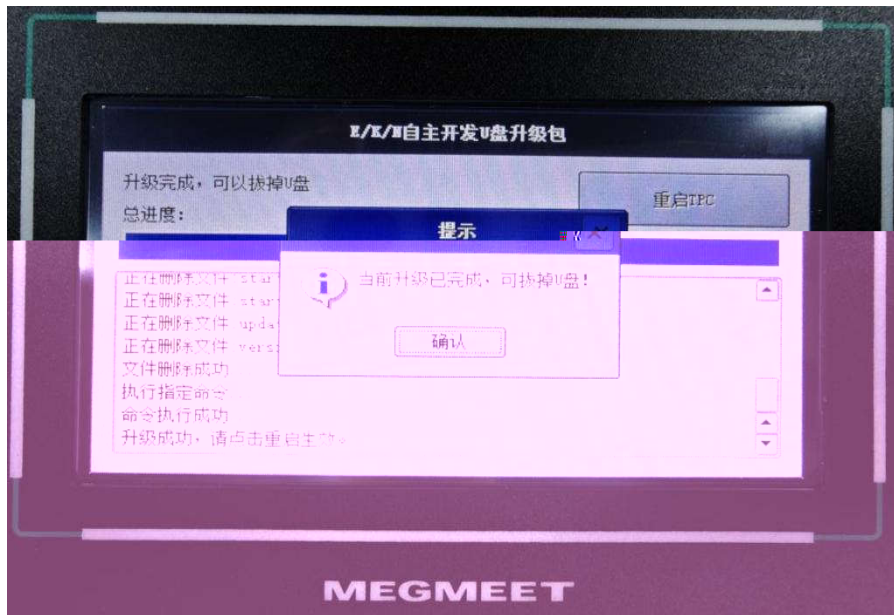 E/K/N自主开发U盘升级包
升级完成,可以拔掉U盘
重启TPC
总进度:
提示
当前升级已完成,可拔掉U盘!
确认
正在删除文件 star
正在删除文件 star
正在删除文件 upda
正在删除文件 versi
文件删除成功
执行指定命令
命令执行成功
升级成功,请点击重启生效。
MEGMEET